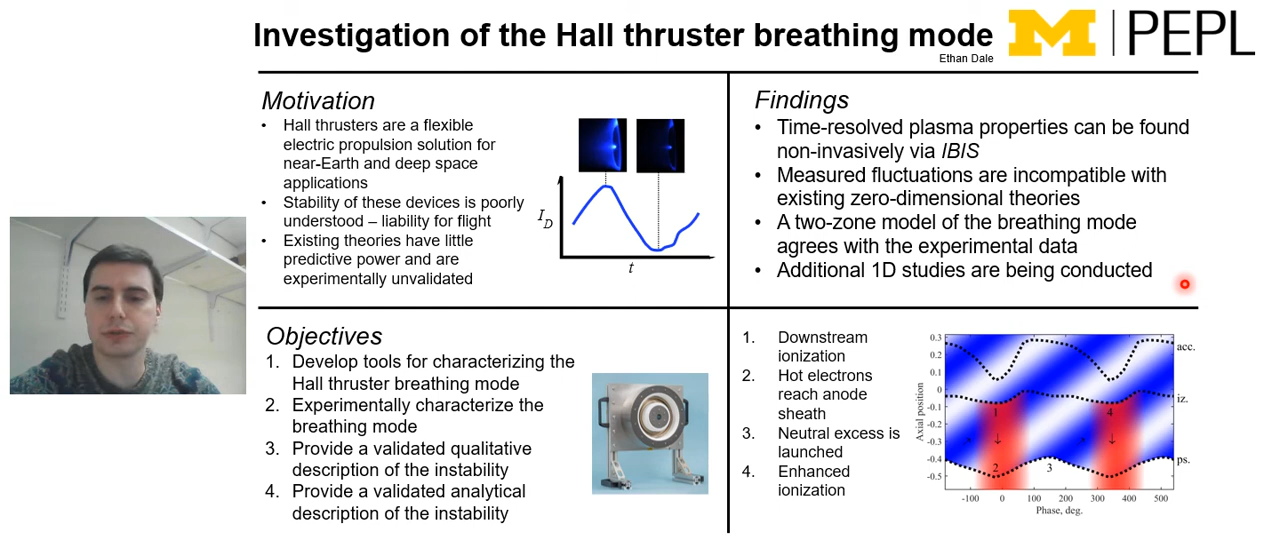 Investigation of the Hall thruster breathing mode
Ethan Dale
M | PEPL
Motivation
• Hall thrusters are a flexible
electric propulsion solution for
near-Earth and deep space
applications
• Stability of these devices is poorly
understood – liability for flight
• Existing theories have little
predictive power and are
experimentally unvalidated
I_D
t
Findings
• Time-resolved plasma properties can be found
non-invasively via IBIS
• Measured fluctuations are incompatible with
existing zero-dimensional theories
• A two-zone model of the breathing mode
agrees with the experimental data
• Additional 1D studies are being conducted
Objectives
1. Develop tools for characterizing the
Hall thruster breathing mode
2. Experimentally characterize the
breathing mode
3. Provide a validated qualitative
description of the instability
4. Provide a validated analytical
description of the instability
1. Downstream
ionization
2. Hot electrons
reach anode
sheath
3. Neutral excess is
launched
4. Enhanced
ionization
Axial position
0.3
0.2
0.1
0
-0.1
-0.2
-0.3
-0.4
-0.5
acc.
iz.
ps.
1
4
2
3
-100 0 100 200 300 400 500
Phase, deg.